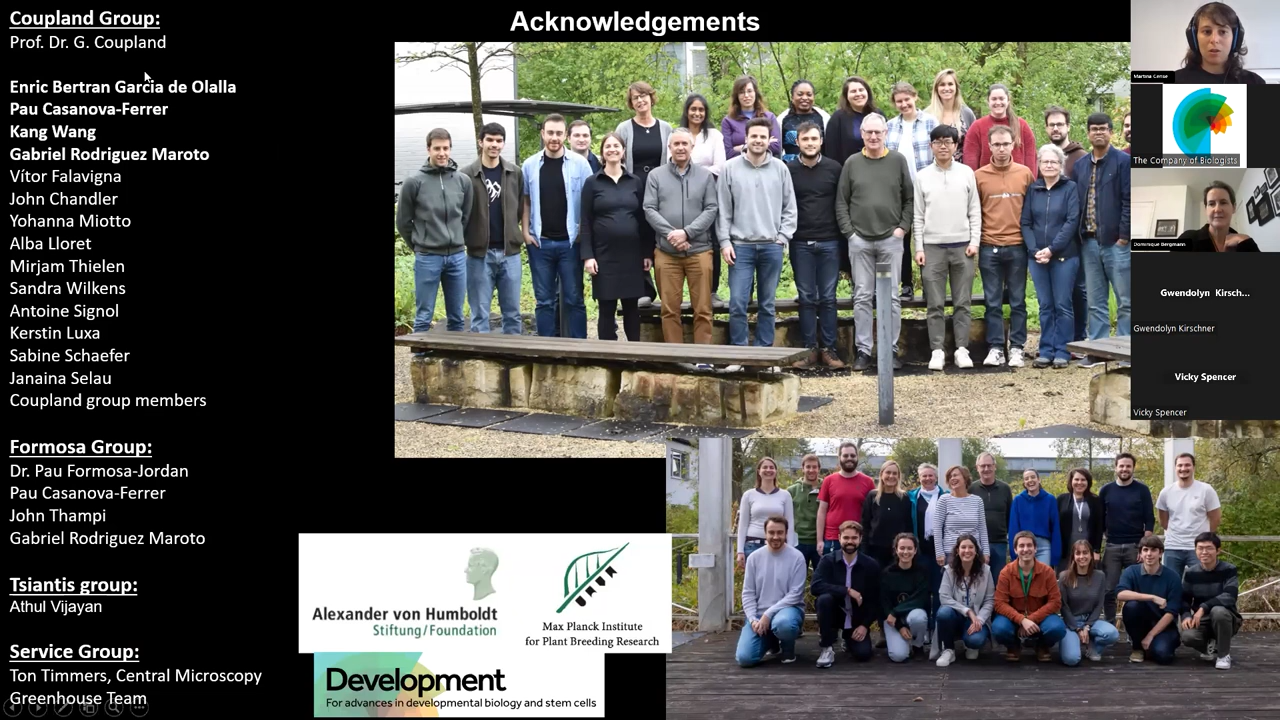 Acknowledgements
Coupland Group:
Prof. Dr. G. Coupland
Enric Bertran Garcia de Olalla
Pau Casanova-Ferrer
Kang Wang
Gabriel Rodriguez Maroto
Vítor Falavigna
John Chandler
Yohanna Miotto
Alba Lloret
Mirjam Thielen
Sandra Wilkens
Antoine Signol
Kerstin Luxa
Sabine Schaefer
Janaina Selau
Coupland group members
Formosa Group:
Dr. Pau Formosa-Jordan
Pau Casanova-Ferrer
John Thampi
Gabriel Rodriguez Maroto
Tsiantis group:
Athul Vijayan
Service Group:
Ton Timmers, Central Microscopy
Greenhouse Team
Alexander von Humboldt
Stiftung/Foundation
Max Planck Institute
for Plant Breeding Research
Development
For advances in developmental biology and stem cells
Martina Cerise
The Company of Biologists
Dominique Bergmann
Gwendolyn Kirsch...
Gwendolyn Kirschner
Vicky Spencer
Vicky Spencer